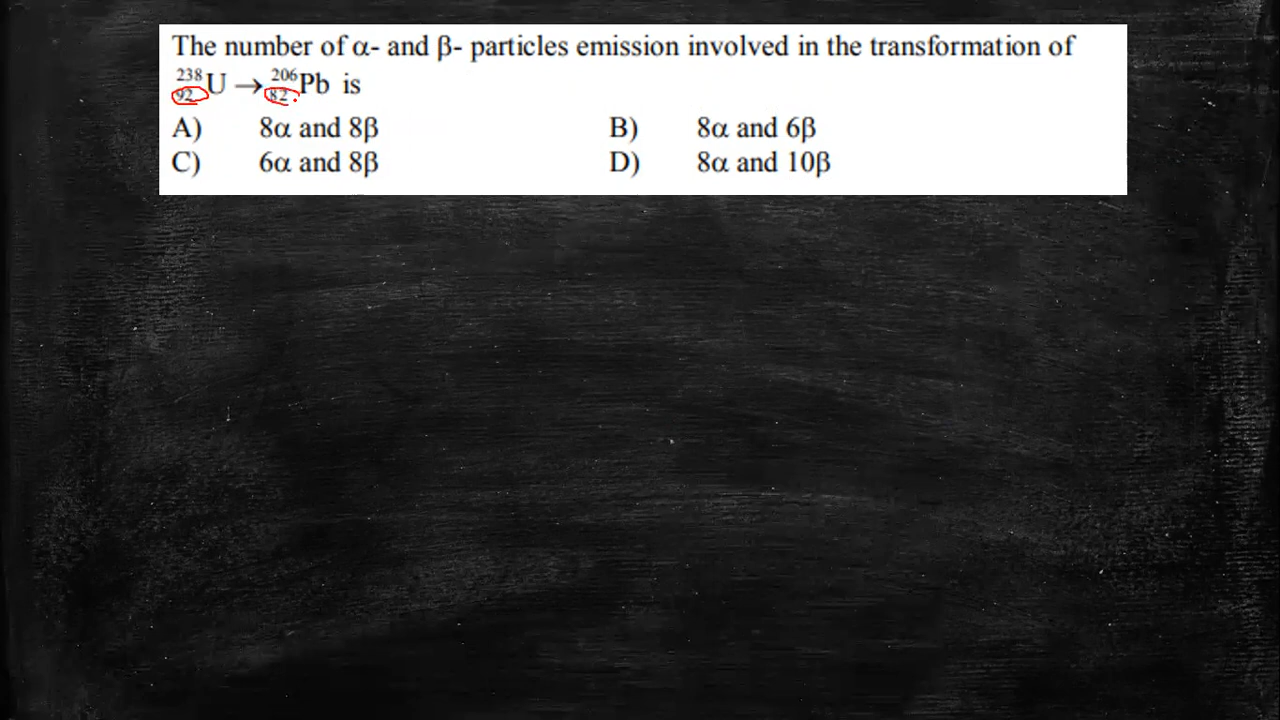 The number of α- and β- particles emission involved in the transformation of
²³⁸₉₂U → ²⁰⁶₈₂Pb is
A) 8α and 8β B) 8α and 6β
C) 6α and 8β D) 8α and 10β